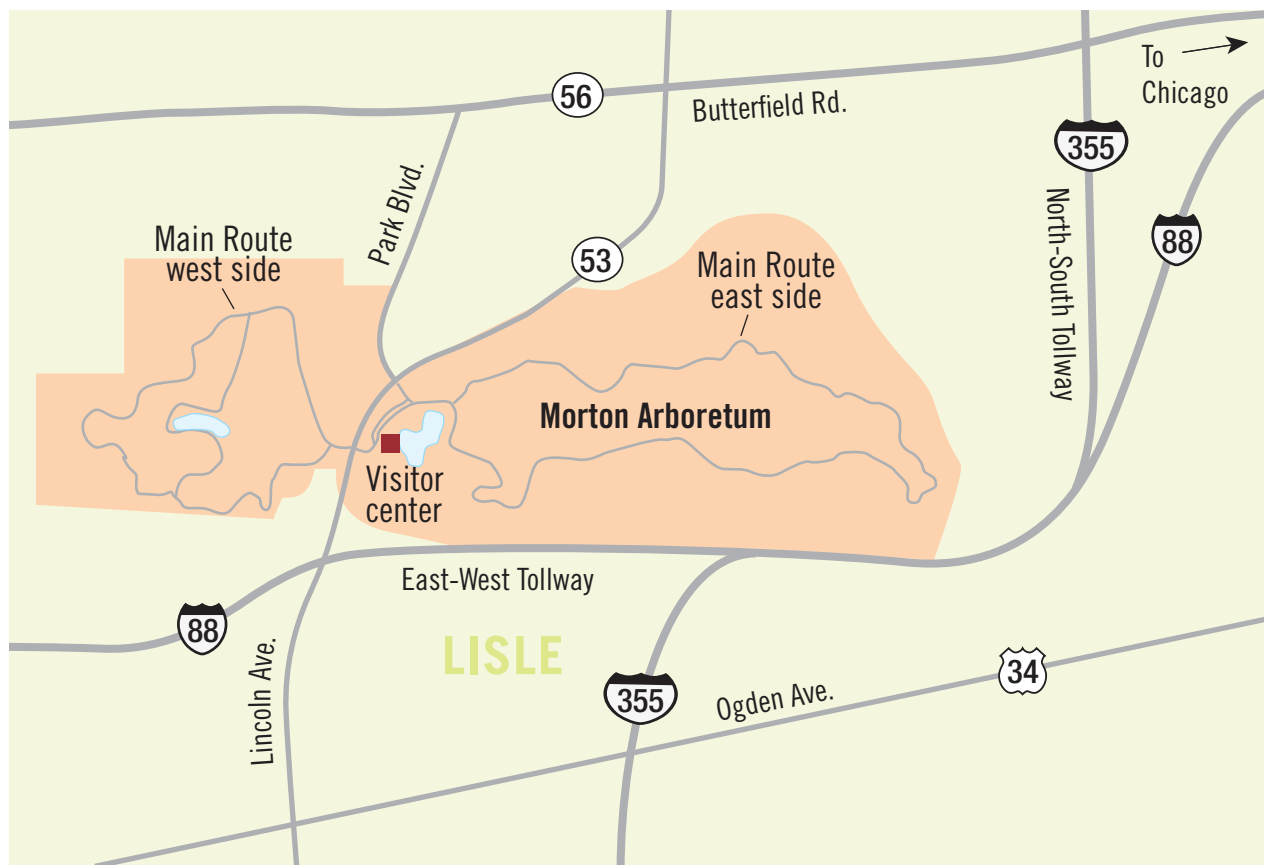 To
Chicago
56
Butterfield Rd.
355
Park Blvd.
88
53
North-South Tollway
Main Route
west side
Main Route
east side
Morton Arboretum
Visitor
center
East-West Tollway
88
LISLE
34
355
Ogden Ave.
Lincoln Ave.